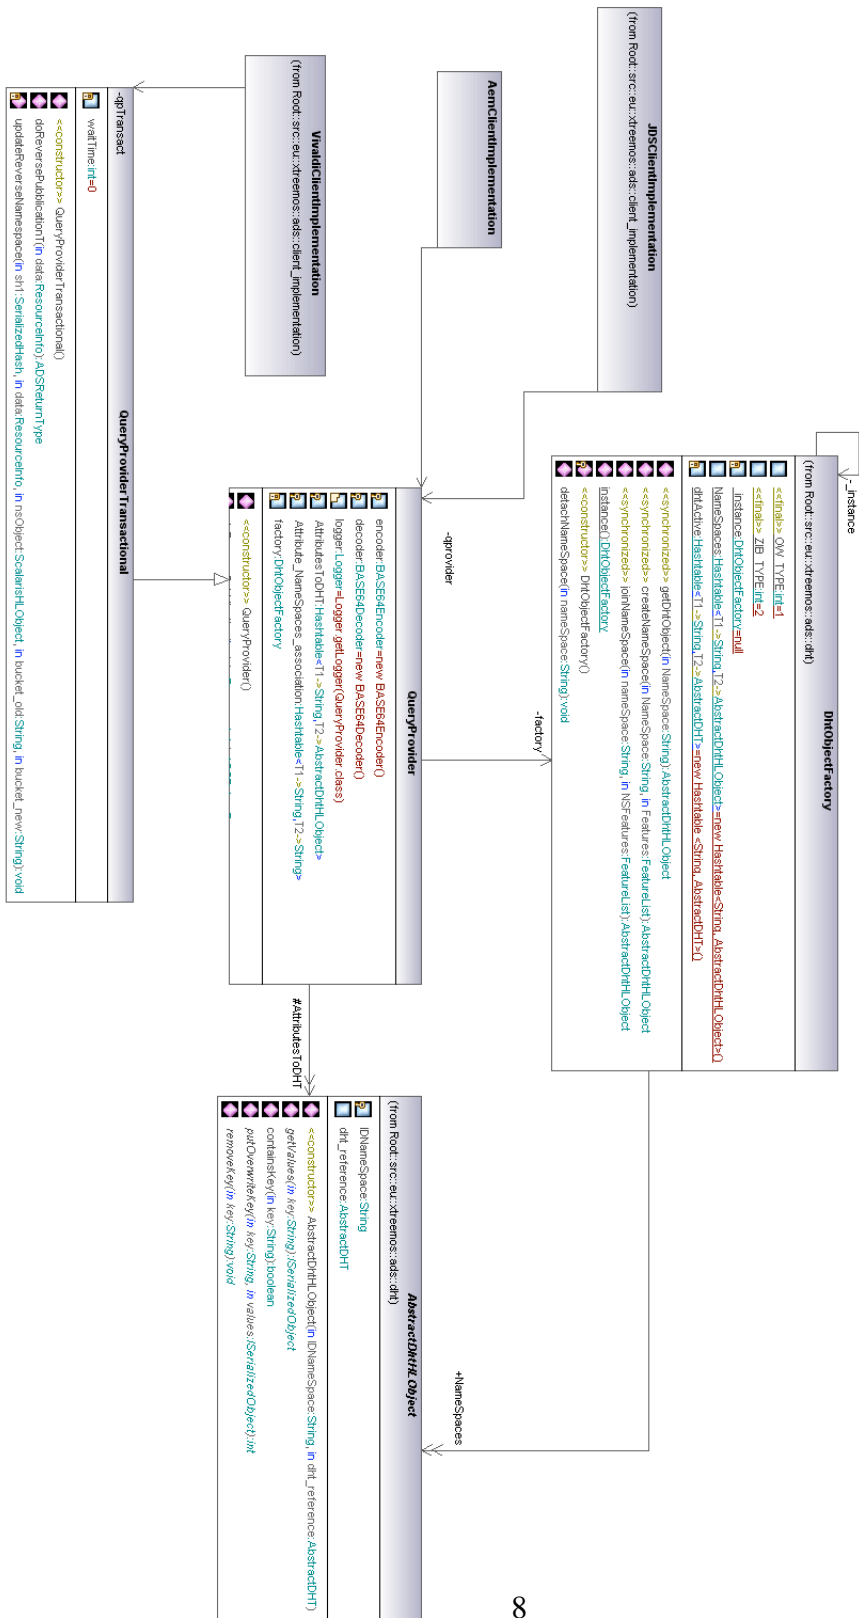 JDSClientImplementation
(from Root::src::eu::xtreemos::ads::client_implementation)
AemClientImplementation
VivaldiClientImplementation
(from Root::src::eu::xtreemos::ads::client_implementation)
-qpTransact
QueryProviderTransactional
waitTime:int=0
<<constructor>> QueryProviderTransactional()
doReversePubblicationT(in data:ResourceInfo):ADSReturnType
updateReverseNamespace(in sh1:SerializedHash, in data:ResourceInfo, in nsObject:ScalarisHLObject, in bucket_old:String, in bucket_new:String):void
-_instance
DhtObjectFactory
(from Root::src::eu::xtreemos::ads::dht)
<<final>> OW_TYPE:int=1
<<final>> ZIB_TYPE:int=2
_instance:DhtObjectFactory=null
NameSpaces:Hashtable<T1->String,T2->AbstractDhtHLObject>=new Hashtable<String, AbstractDhtHLObject>()
dhtActive:Hashtable<T1->String,T2->AbstractDHT>=new Hashtable <String, AbstractDHT>()
<<synchronized>> getDhtObject(in NameSpace:String):AbstractDhtHLObject
<<synchronized>> createNameSpace(in NameSpace:String, in Features:FeatureList):AbstractDhtHLObject
<<synchronized>> joinNameSpace(in nameSpace:String, in NSFeatures:FeatureList):AbstractDhtHLObject
instance():DhtObjectFactory
<<constructor>> DhtObjectFactory()
detachNameSpace(in nameSpace:String):void
-qprovider
-factory
QueryProvider
encoder:BASE64Encoder=new BASE64Encoder()
decoder:BASE64Decoder=new BASE64Decoder()
logger:Logger=Logger.getLogger(QueryProvider.class)
AttributesToDHT:Hashtable<T1->String,T2->AbstractDhtHLObject>
Attribute_NameSpaces_association:Hashtable<T1->String,T2->String>
factory:DhtObjectFactory
<<constructor>> QueryProvider()
#AttributesToDHT
+NameSpaces
AbstractDhtHLObject
(from Root::src::eu::xtreemos::ads::dht)
IDNameSpace:String
dht_reference:AbstractDHT
<<constructor>> AbstractDhtHLObject(in IDNameSpace:String, in dht_reference:AbstractDHT)
getValues(in key:String):ISerializedObject
containsKey(in key:String):boolean
putOverwriteKey(in key:String, in values:ISerializedObject):int
removeKey(in key:String):void
8